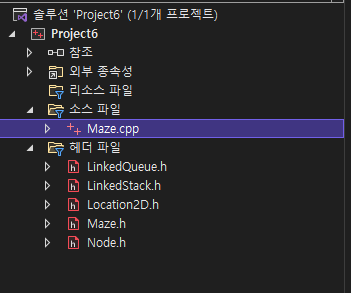 솔루션 'Project6' (1/1개 프로젝트)
Project6
참조
외부 종속성
리소스 파일
소스 파일
Maze.cpp
헤더 파일
LinkedQueue.h
LinkedStack.h
Location2D.h
Maze.h
Node.h